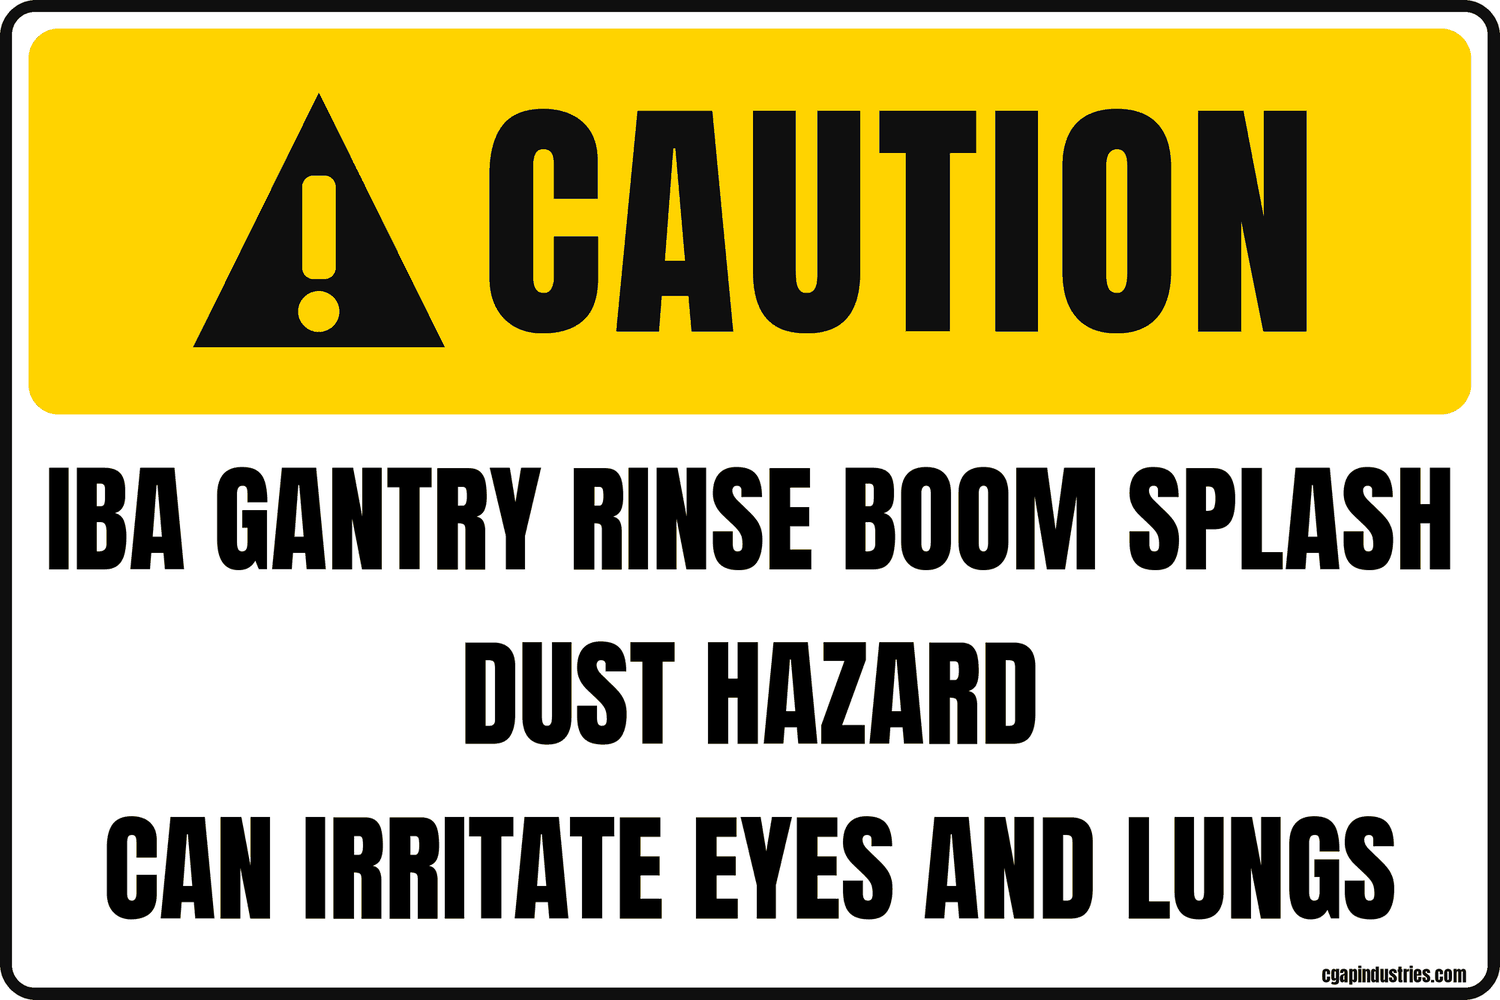 CAUTION
IBA GANTRY RINSE BOOM SPLASH
DUST HAZARD
CAN IRRITATE EYES AND LUNGS
cgapindustries.com